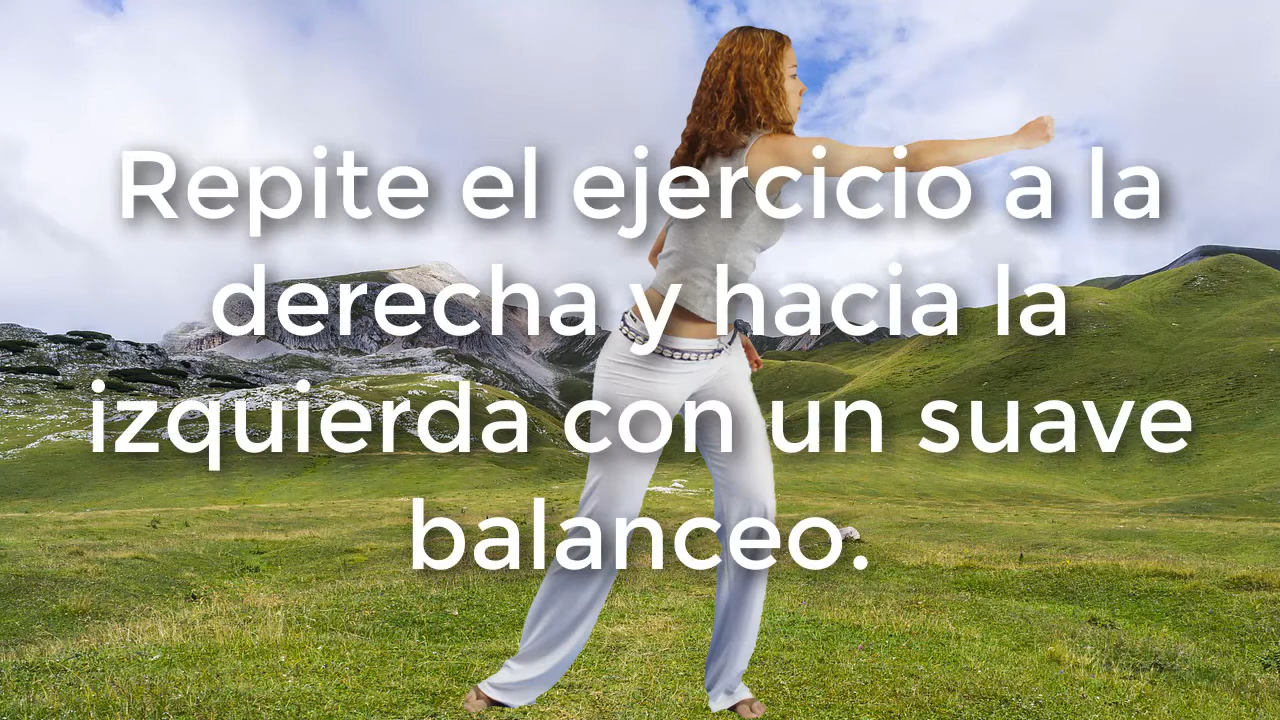 Repite el ejercicio a la
derecha y hacia la
izquierda con un suave
balanceo.